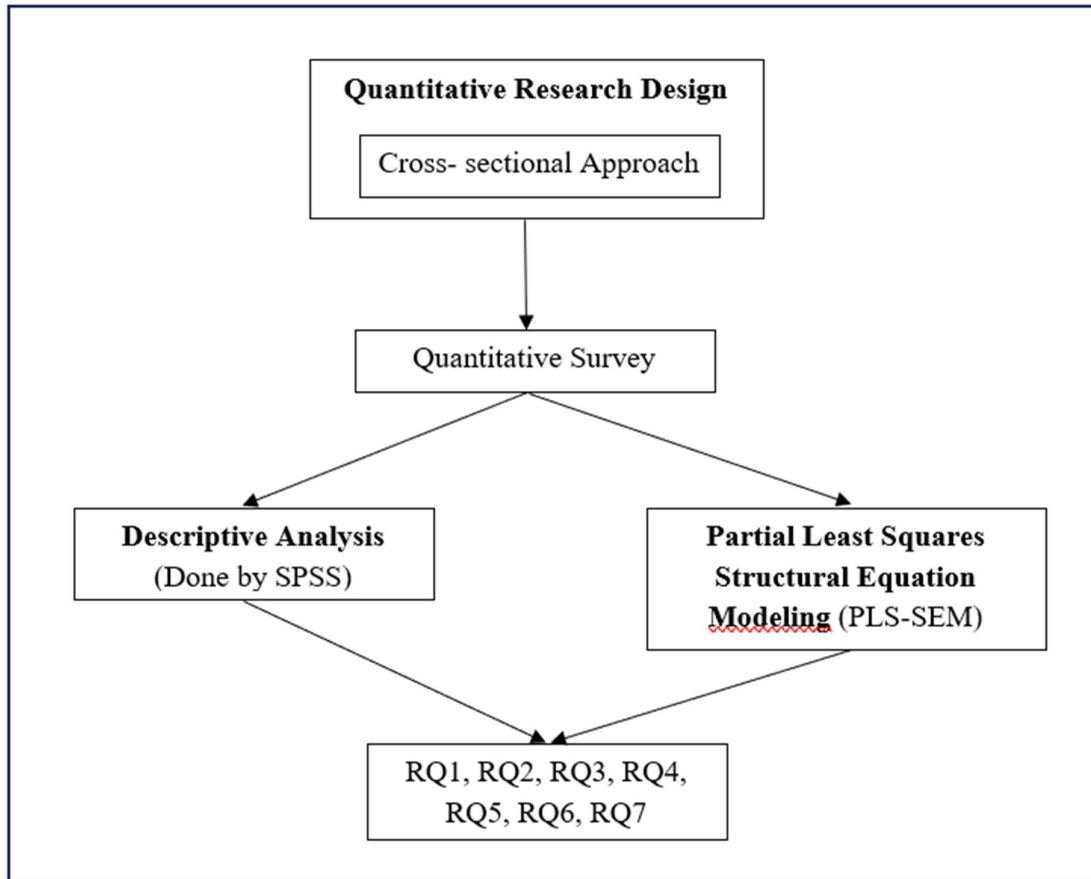 Quantitative Research Design
Cross- sectional Approach
Quantitative Survey
Descriptive Analysis
(Done by SPSS)
Partial Least Squares
Structural Equation
Modeling (PLS-SEM)
RQ1, RQ2, RQ3, RQ4,
RQ5, RQ6, RQ7